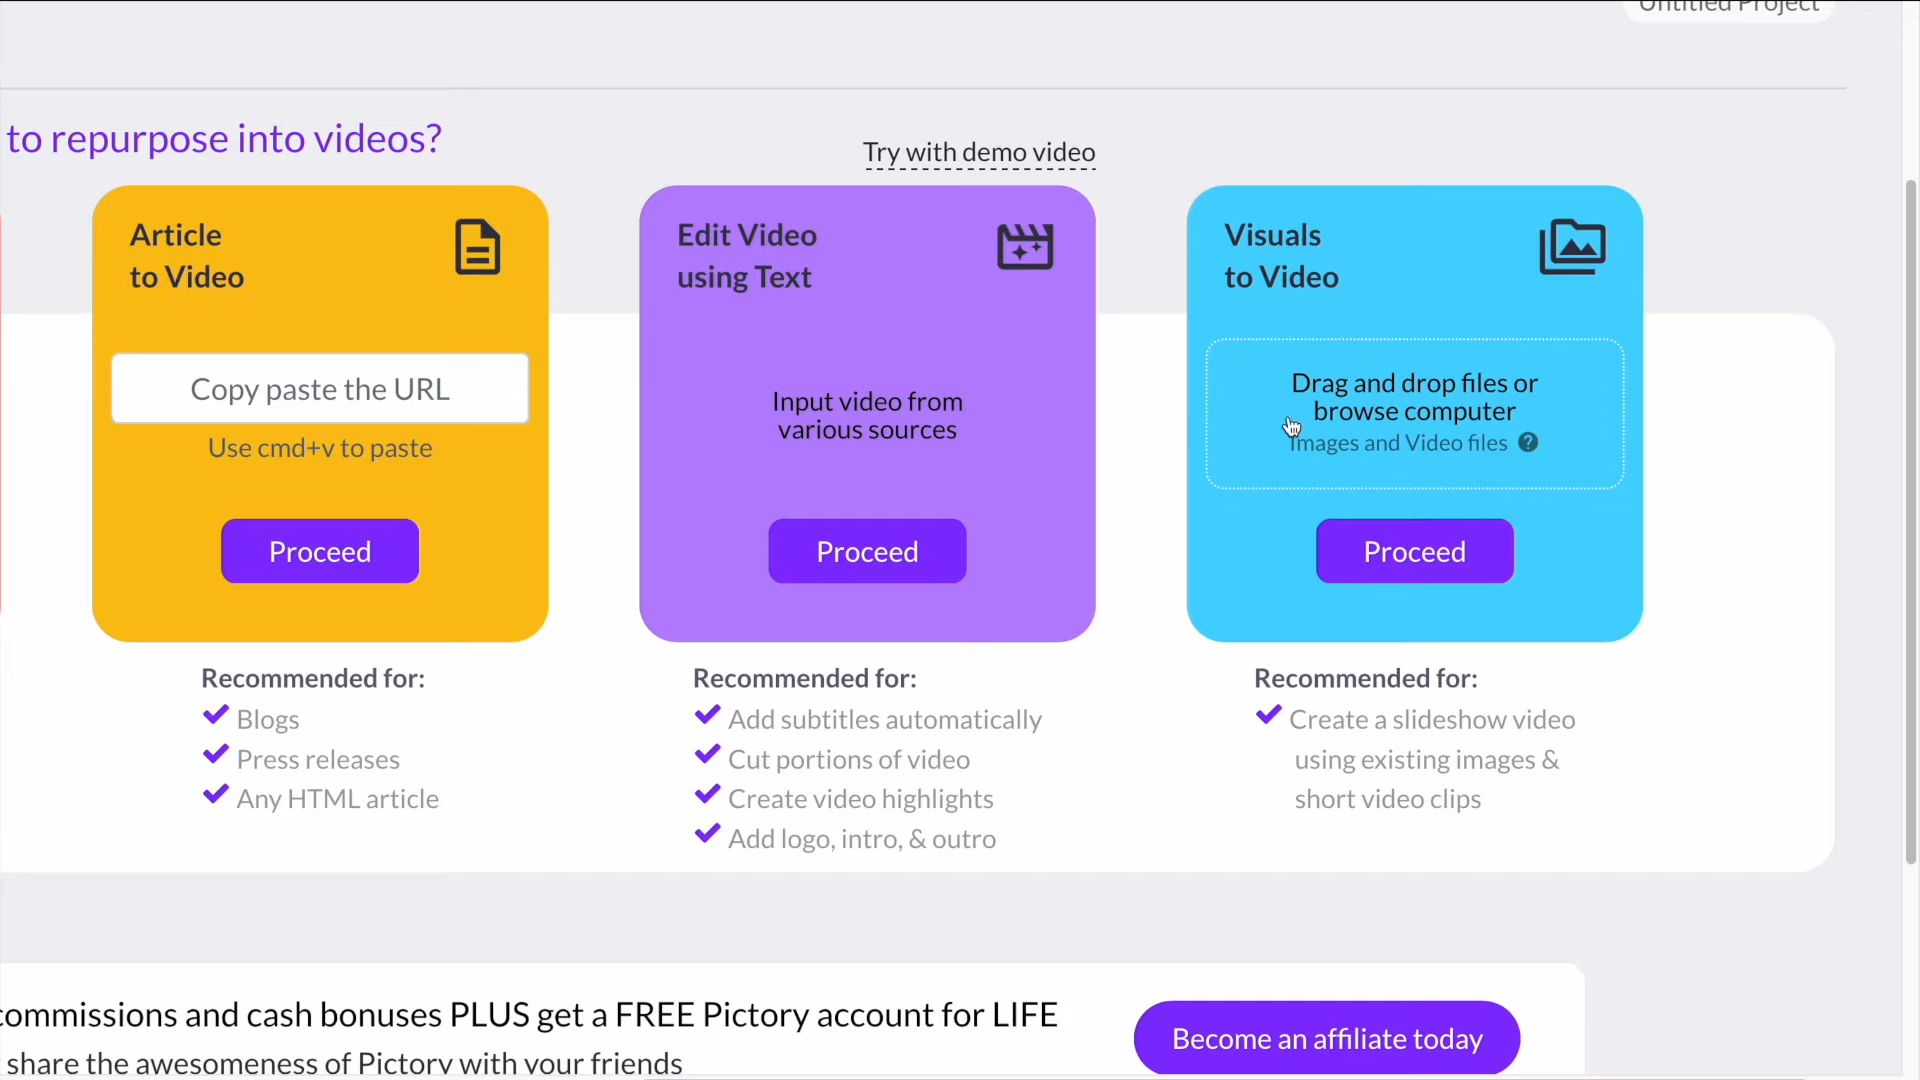 Untitled Project
to repurpose into videos?
Try with demo video
Article
to Video
Copy paste the URL
Use cmd+v to paste
Proceed
Recommended for:
Blogs
Press releases
Any HTML article
Edit Video
using Text
Input video from
various sources
Proceed
Recommended for:
Add subtitles automatically
Cut portions of video
Create video highlights
Add logo, intro, & outro
Visuals
to Video
Drag and drop files or
browse computer
Images and Video files ?
Proceed
Recommended for:
Create a slideshow video
using existing images &
short video clips
commissions and cash bonuses PLUS get a FREE Pictory account for LIFE
share the awesomeness of Pictory with your friends
Become an affiliate today